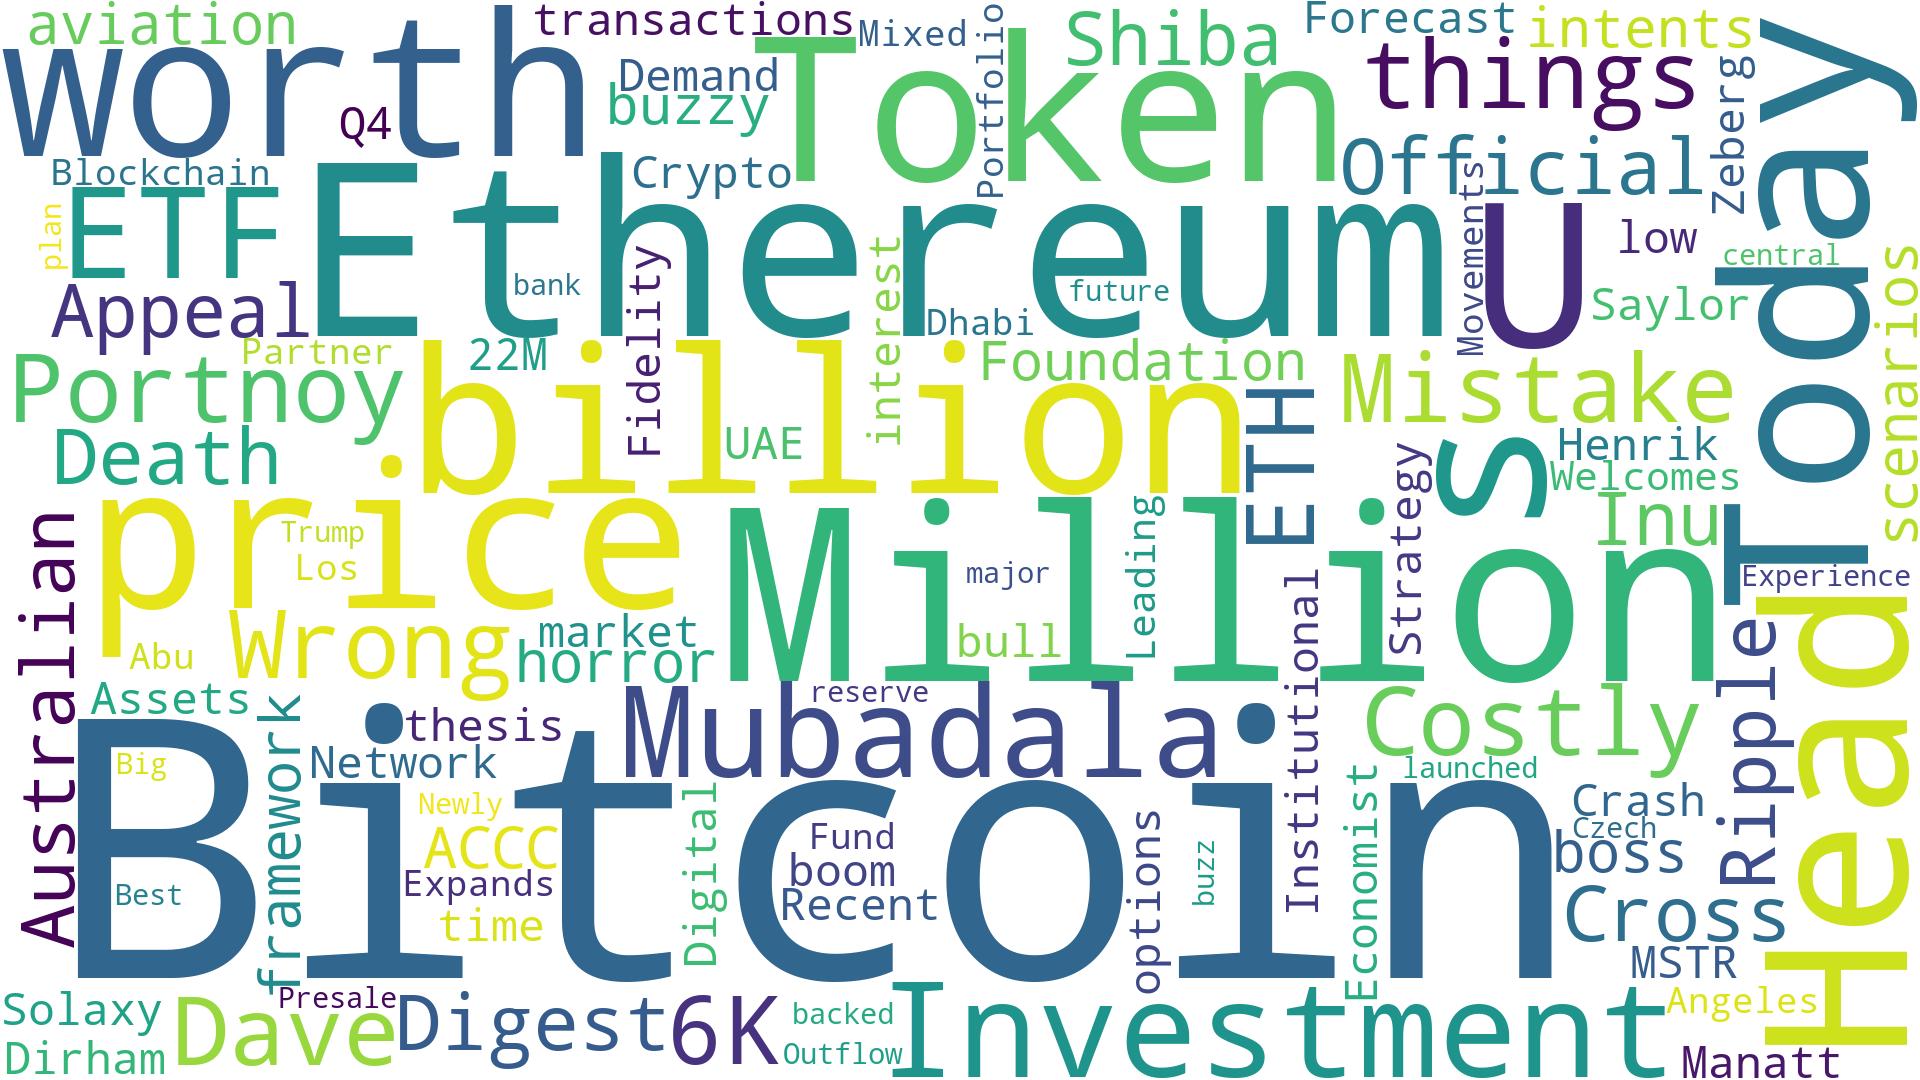 aviation
transactions
Mixed
Portfolio
Shiba
Forecast
intents
worth
Token
things
Today
Demand
buzzy
Q4
Zeberg
Blockchain
Crypto
Official
ETF
Ethereum
U
Movements
low
plan
central
scenarios
bank
Fidelity
interest
future
Saylor
Appeal
Dhabi
Partner
22M
Foundation
Portnoy
billion
Mistake
ETH
UAE
Death
Henrik
Strategy
s
Welcomes
price
Million
Inu
Australian
Trump
Los
Leading
major
Experience
Wrong
market
horror
bull
Abu
Institutional
Ripple
Head
Assets
framework
thesis
Mubadala
reserve
Costly
Network
Big
Bitcoin
launched
Economist
Newly
Digital
options
Crash
ACCC
Fund
Czech
boss
boom
buzz
Expands
Best
Recent
time
Cross
MSTR
Solaxy
Presale
Dave
Digest
6K
backed
Investment
Angeles
Dirham
Outflow
Manatt